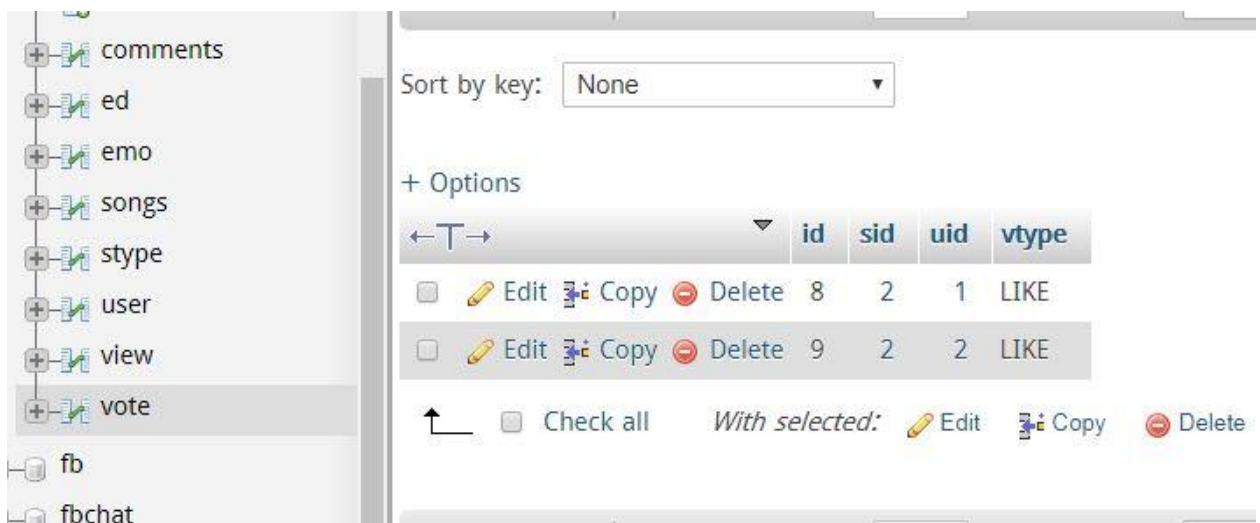 comments
ed
emo
songs
stype
user
view
vote
fb
fbchat
Sort by key: None
+ Options
id sid uid vtype
Edit Copy Delete 8 2 1 LIKE
Edit Copy Delete 9 2 2 LIKE
Check all With selected: Edit Copy Delete